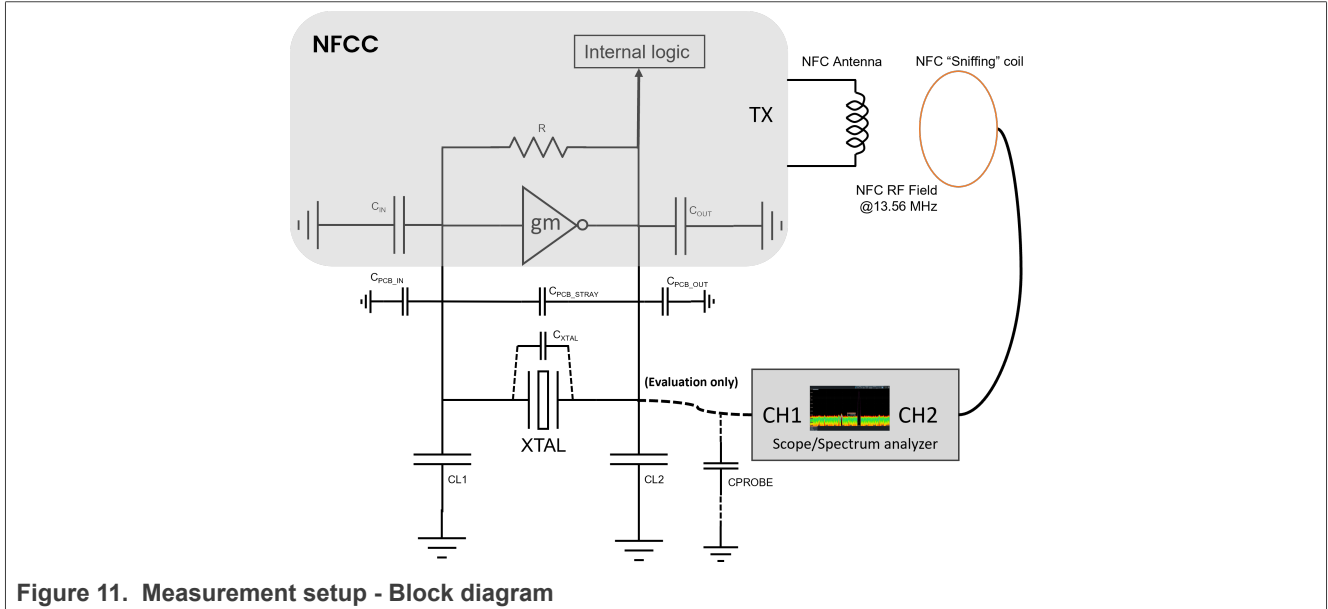 NFCC
Internal logic
NFC Antenna
NFC “Sniffing” coil
TX
R
NFC RF Field
@13.56 MHz
CIN
gm
COUT
CPCB_IN
CPCB_STRAY
CPCB_OUT
CXTAL
(Evaluation only)
CH1
CH2
Scope/Spectrum analyzer
XTAL
CL1
CL2
CPROBE
Figure 11. Measurement setup - Block diagram